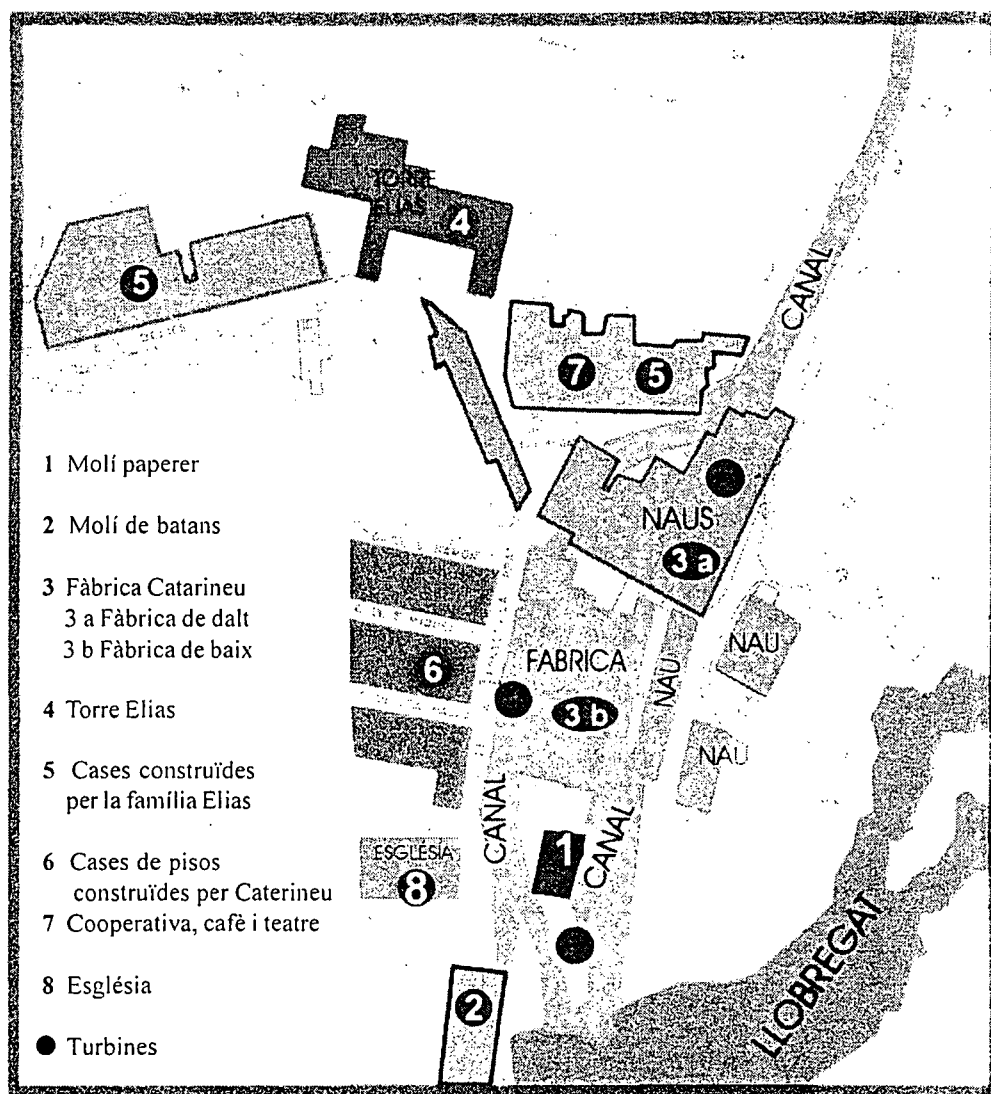 TORRE
ELIAS
4
5
CANAL
7
5
1 Molí paperer
NAUS
2 Molí de batans
3 a
3 Fàbrica Catarineu
3 a Fàbrica de dalt
NAU
3 b Fàbrica de baix
FABRICA
6
NAU
3 b
4 Torre Elias
NAU
5 Cases construïdes
per la família Elias
CANAL
CANAL
1
6 Cases de pisos
construïdes per Caterineu
ESGLÉSIA
8
7 Cooperativa, cafè i teatre
LLOBREGAT
8 Església
2
Turbines